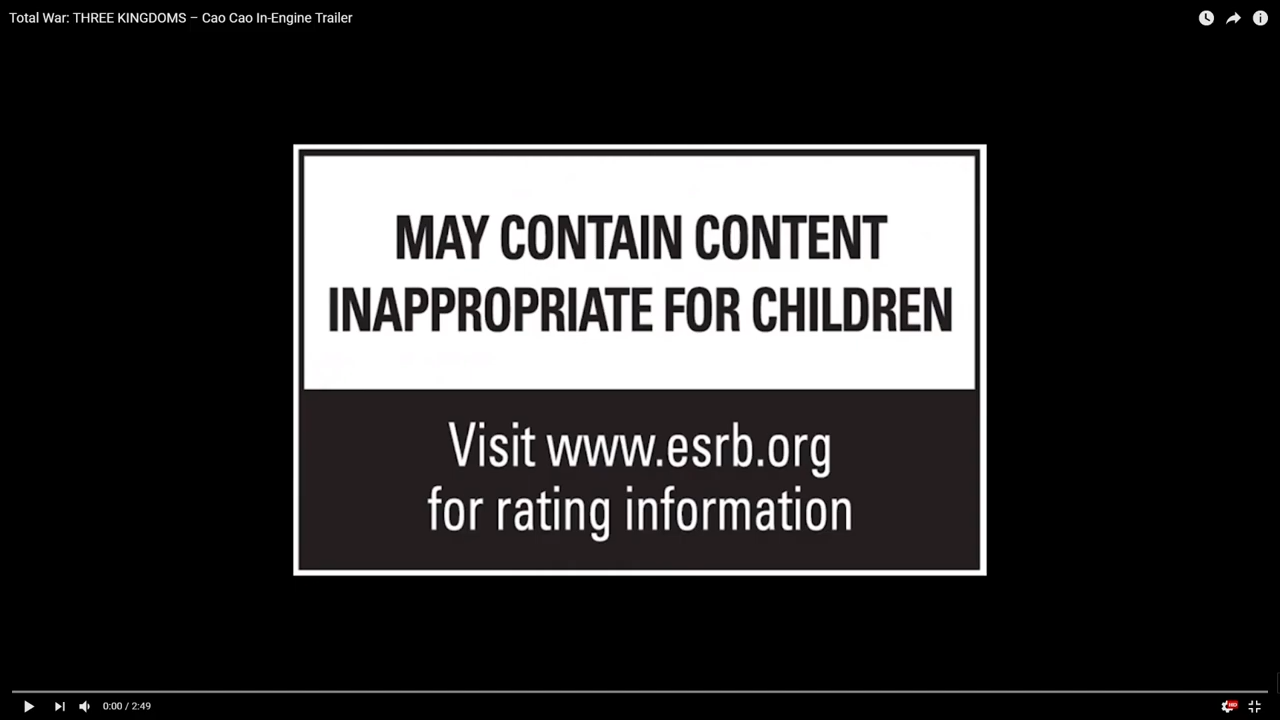 Total War: THREE KINGDOMS – Cao Cao In-Engine Trailer
MAY CONTAIN CONTENT
INAPPROPRIATE FOR CHILDREN
Visit www.esrb.org
for rating information
0:00 / 2:49
HD